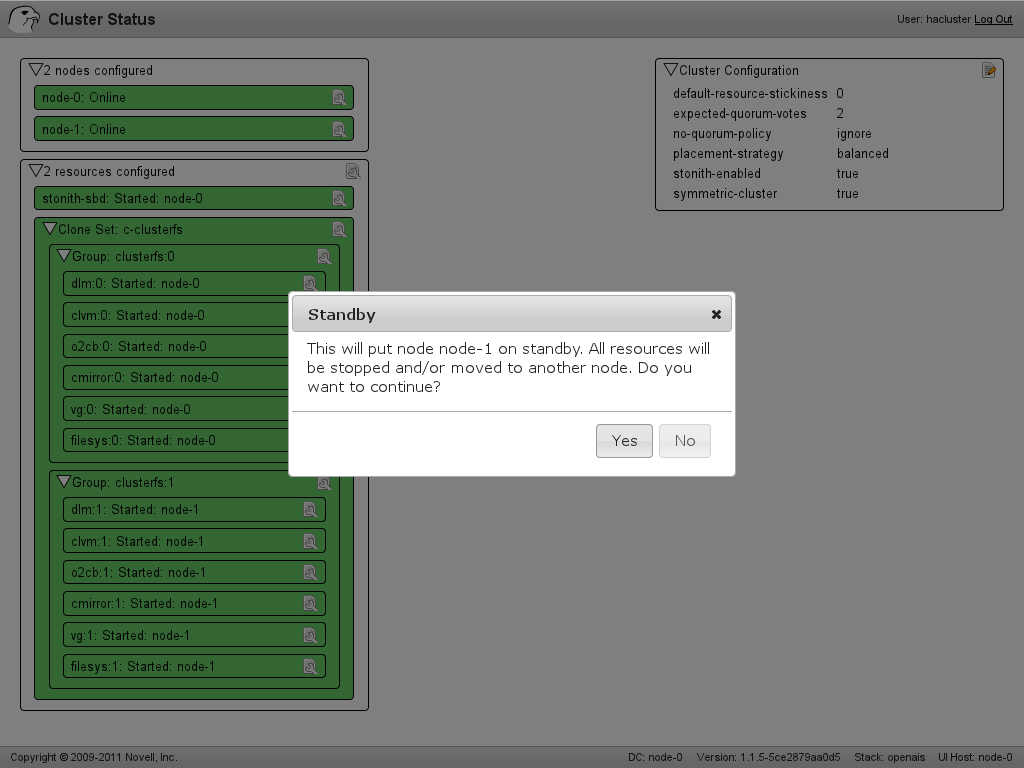 Cluster Status
User: hacluster Log Out
2 nodes configured
node-0: Online
node-1: Online
2 resources configured
stonith-sbd: Started: node-0
Clone Set: c-clusterfs
Group: clusterfs:0
dlm:0: Started: node-0
clvm:0: Started: node-0
o2cb:0: Started: node-0
cmirror:0: Started: node-0
vg:0: Started: node-0
filesys:0: Started: node-0
Group: clusterfs:1
dlm:1: Started: node-1
clvm:1: Started: node-1
o2cb:1: Started: node-1
cmirror:1: Started: node-1
vg:1: Started: node-1
filesys:1: Started: node-1
Cluster Configuration
default-resource-stickiness 0
expected-quorum-votes 2
no-quorum-policy ignore
placement-strategy balanced
stonith-enabled true
symmetric-cluster true
Standby
This will put node node-1 on standby. All resources will
be stopped and/or moved to another node. Do you
want to continue?
Yes No
Copyright © 2009-2011 Novell, Inc.
DC: node-0 Version: 1.1.5-5ce2879aa0d5 Stack: openais UI Host: node-0